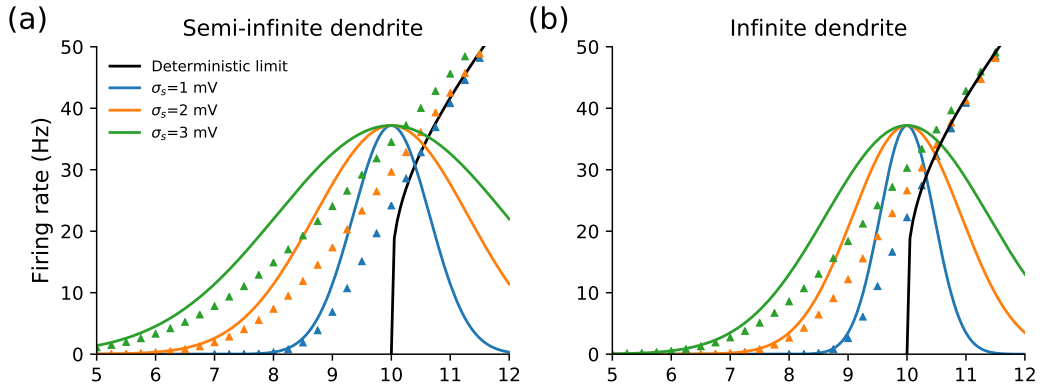 (a)
Semi-infinite dendrite
Firing rate (Hz)
50
40
30
20
10
0
Deterministic limit
σs=1 mV
σs=2 mV
σs=3 mV
5 6 7 8 9 10 11 12
(b)
Infinite dendrite
50
40
30
20
10
0
5 6 7 8 9 10 11 12